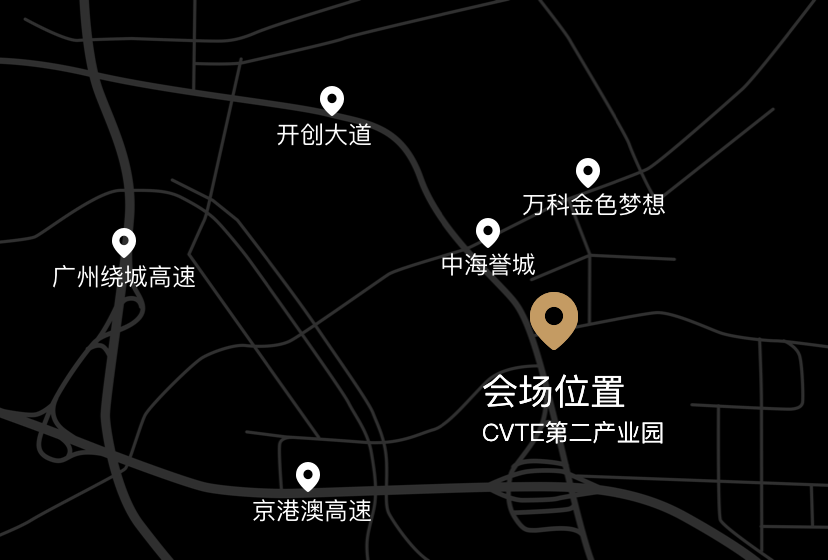 开创大道
万科金色梦想
中海誉城
广州绕城高速
会场位置
CVTE第二产业园
京港澳高速